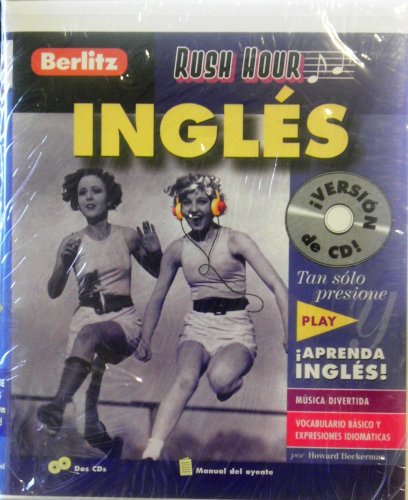 Berlitz
RUSH HOUR
INGLÉS
¡VERSIÓN
de CD!
Tan sólo
presione
PLAY
y
¡APRENDA
INGLÉS!
MÚSICA DIVERTIDA
VOCABULARIO BÁSICO Y
EXPRESIONES IDIOMÁTICAS
por Howard Beckerman
Dos CDs
Manual del oyente